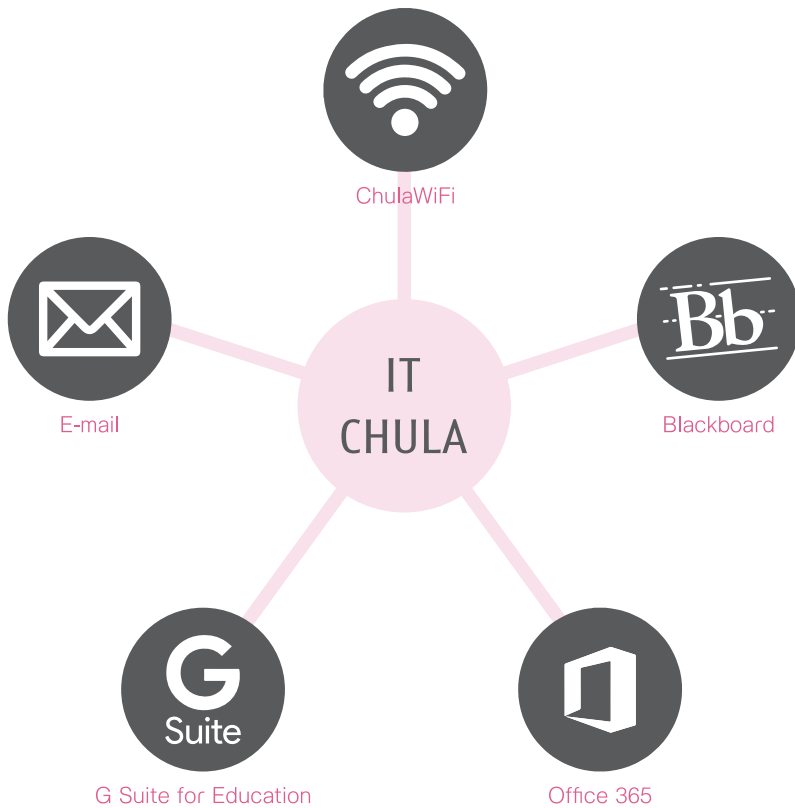 ChulaWiFi
Bb
E-mail
IT
CHULA
Blackboard
G
Suite
G Suite for Education
Office 365